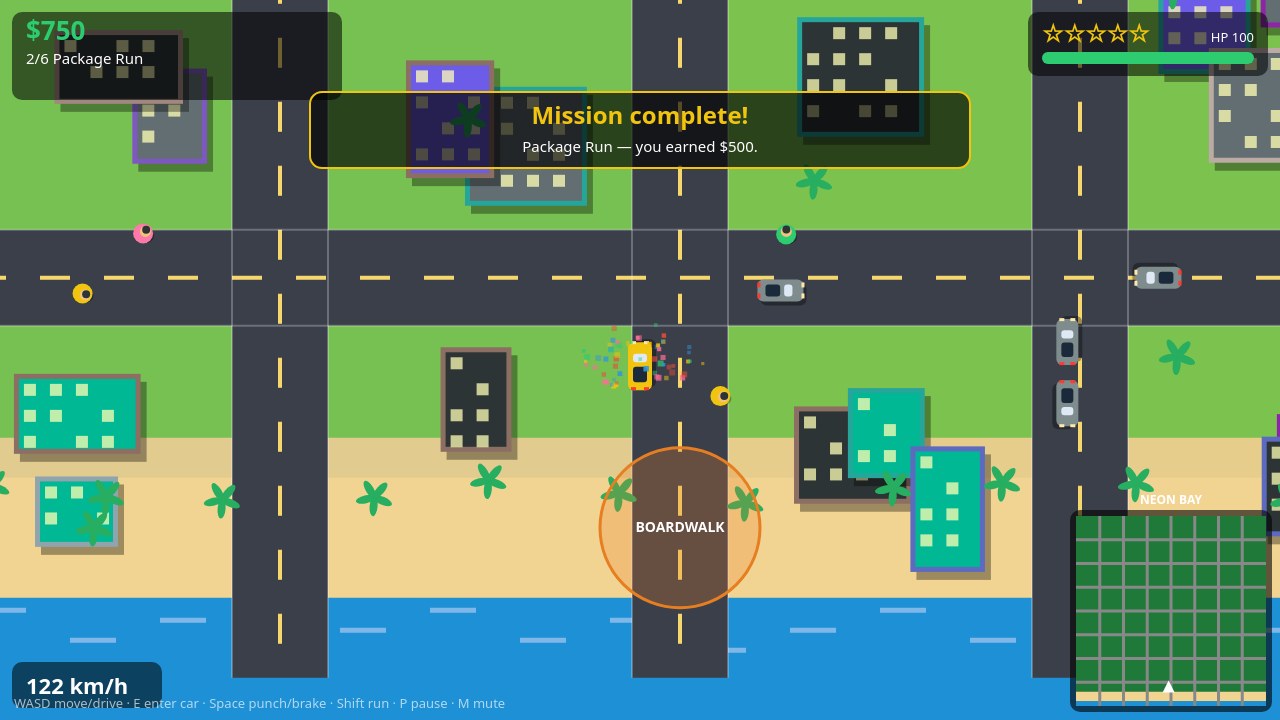 $750
2/6 Package Run
HP 100
Mission complete!
Package Run — you earned $500.
BOARDWALK
NEON BAY
122 km/h
WASD move/drive · E enter car · Space punch/brake · Shift run · P pause · M mute